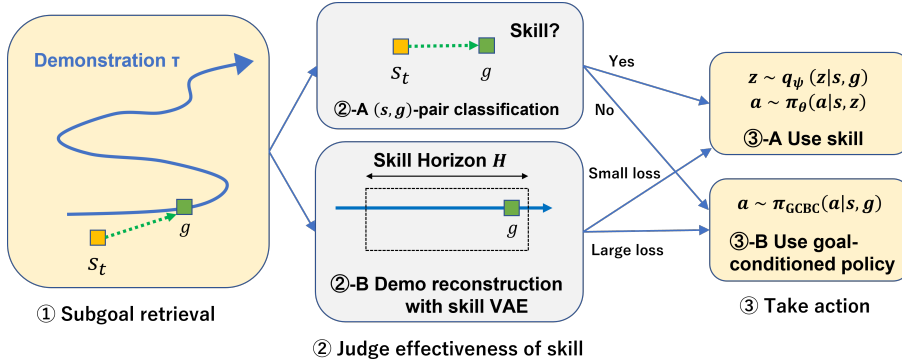 Demonstration τ
g
s_t
① Subgoal retrieval
Skill?
s_t
g
②-A (s, g)-pair classification
Skill Horizon H
g
②-B Demo reconstruction
with skill VAE
② Judge effectiveness of skill
Yes
No
Small loss
Large loss
z ~ q_ψ (z|s, g)
a ~ π_θ(a|s, z)
③-A Use skill
a ~ π_GCBC(a|s, g)
③-B Use goal-
conditioned policy
③ Take action